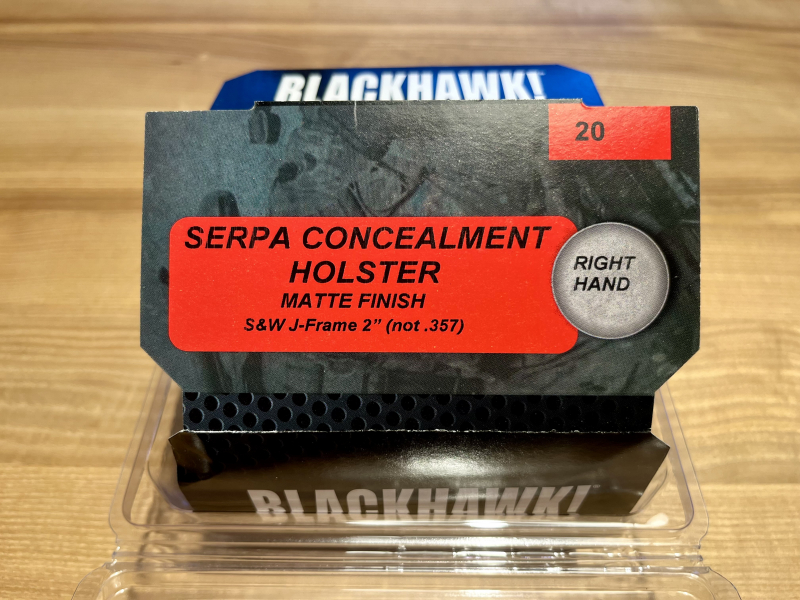 BLACKHAWK!
20
SERPA CONCEALMENT
HOLSTER
MATTE FINISH
S&W J-Frame 2” (not .357)
RIGHT
HAND
BLACKHAWK!